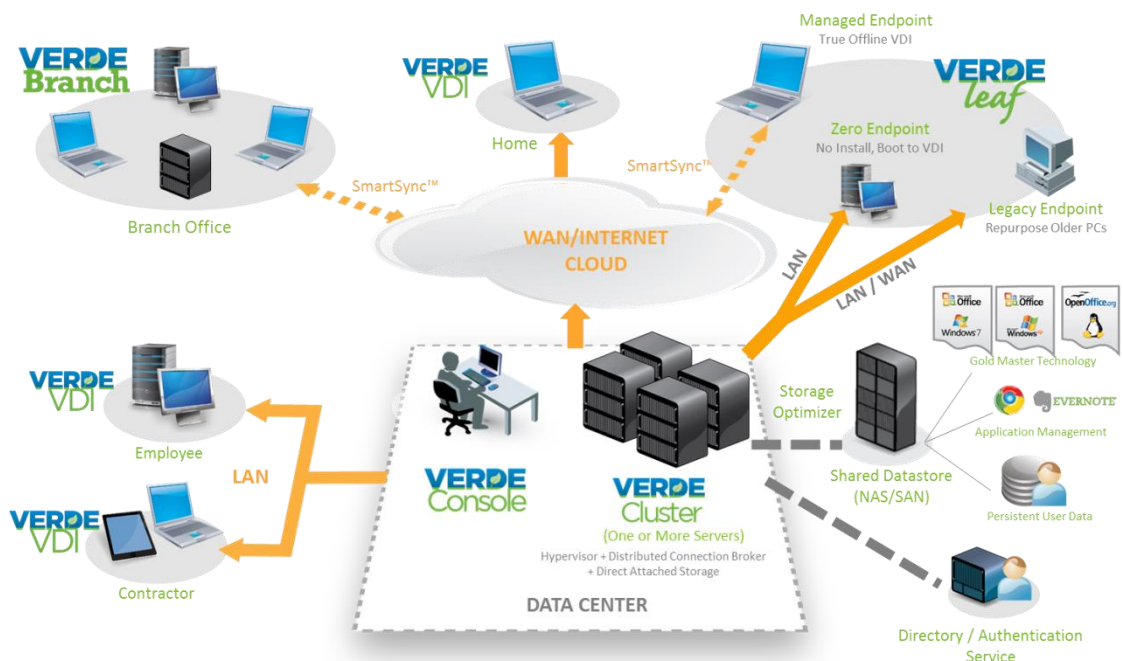 VERDE
Branch
Branch Office
SmartSync™
VERDE
VDI
Home
Managed Endpoint
True Offline VDI
VERDE
leaf
Zero Endpoint
No Install, Boot to VDI
SmartSync™
Legacy Endpoint
Repurpose Older PCs
WAN/INTERNET
CLOUD
LAN
LAN / WAN
Microsoft
Office
Windows 7
Microsoft
Office
Windows xp
OpenOffice.org
Gold Master Technology
EVERNOTE
Application Management
Persistent User Data
Storage
Optimizer
Shared Datastore
(NAS/SAN)
VERDE
VDI
Employee
LAN
VERDE
VDI
Contractor
VERDE
Console
VERDE
Cluster
(One or More Servers)
Hypervisor + Distributed Connection Broker
+ Direct Attached Storage
DATA CENTER
Directory / Authentication
Service